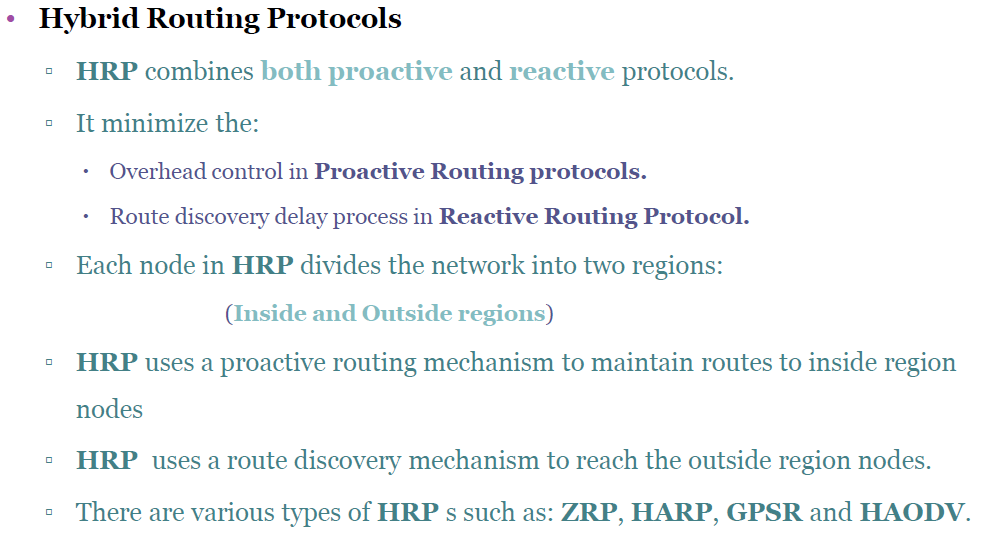 • Hybrid Routing Protocols
▫ HRP combines both proactive and reactive protocols.
▫ It minimize the:
• Overhead control in Proactive Routing protocols.
• Route discovery delay process in Reactive Routing Protocol.
▫ Each node in HRP divides the network into two regions:
(Inside and Outside regions)
▫ HRP uses a proactive routing mechanism to maintain routes to inside region
nodes
▫ HRP uses a route discovery mechanism to reach the outside region nodes.
▫ There are various types of HRP s such as: ZRP, HARP, GPSR and HAODV.